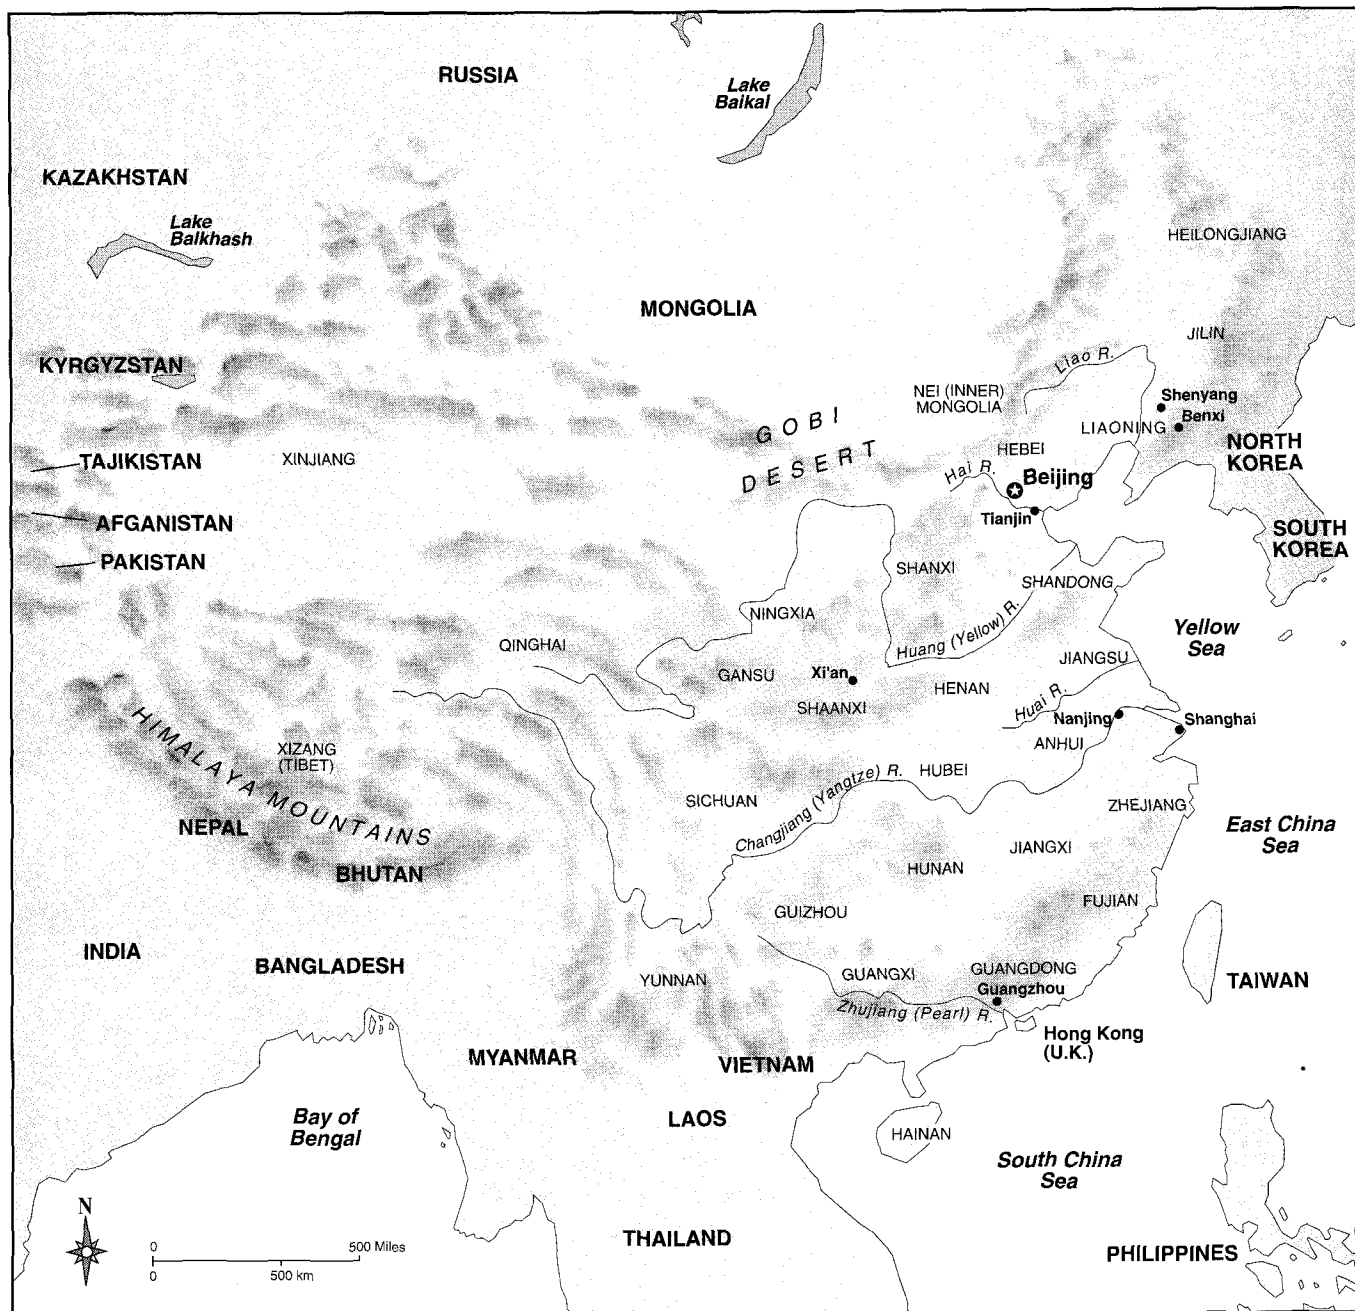 RUSSIA
Lake
Baikal
KAZAKHSTAN
Lake
Balkhash
HEILONGJIANG
MONGOLIA
JILIN
KYRGYZSTAN
Liao R.
NEI (INNER)
MONGOLIA
Shenyang
Benxi
GOBI
DESERT
LIAONING
NORTH
KOREA
HEBEI
TAJIKISTAN
XINJIANG
Hai R.
Beijing
Tianjin
AFGANISTAN
SOUTH
KOREA
PAKISTAN
SHANXI
SHANDONG
NINGXIA
Huang (Yellow) R.
Yellow
Sea
QINGHAI
JIANGSU
GANSU
Xi'an
HENAN
SHAANXI
Huai R.
Nanjing
Shanghai
ANHUI
HIMALAYA MOUNTAINS
XIZANG
(TIBET)
HUBEI
SICHUAN
Changjiang (Yangtze) R.
ZHEJIANG
NEPAL
East China
Sea
JIANGXI
HUNAN
BHUTAN
FUJIAN
GUIZHOU
INDIA
BANGLADESH
YUNNAN
GUANGXI
GUANGDONG
Guangzhou
TAIWAN
Zhujiang (Pearl) R.
Hong Kong
(U.K.)
MYANMAR
VIETNAM
Bay of
Bengal
LAOS
HAINAN
South China
Sea
N
THAILAND
PHILIPPINES
0 500 Miles
0 500 km